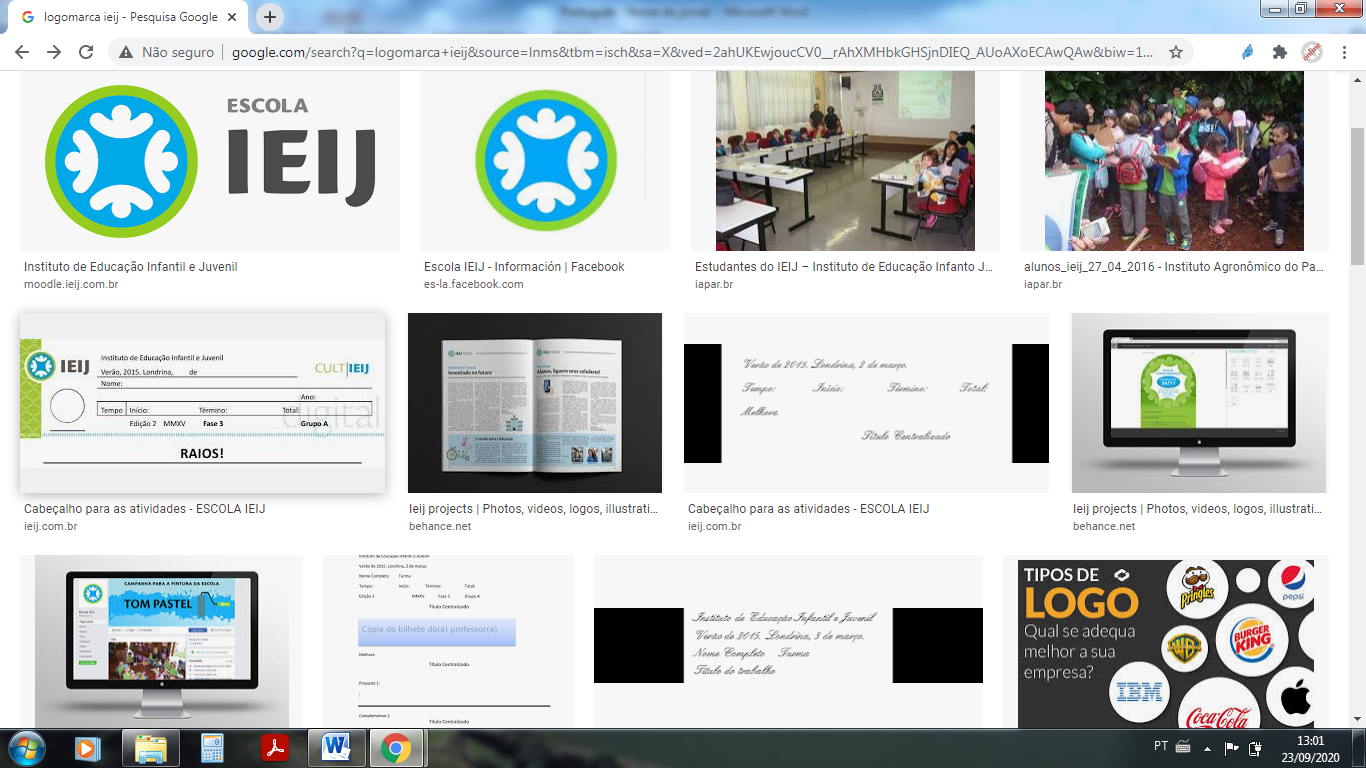 logomarca ieij - Pesquisa Google
Não seguro
google.com/search?q=logomarca+ieij&source=lnms&tbm=isch&sa=X&ved=2ahUKEwjoucCV0__rAhXMHbkGHSjnDIEQ_AUoAXoECAwQAw&biw=1...
ESCOLA
IEIJ
Instituto de Educação Infantil e Juvenil
moodle.ieij.com.br
Escola IEIJ - Información | Facebook
es-la.facebook.com
Estudantes do IEIJ – Instituto de Educação Infanto J...
iapar.br
alunos_ieij_27_04_2016 - Instituto Agronômico do Pa...
iapar.br
IEIJ
Instituto de Educação Infantil e Juvenil
Verão, 2015. Londrina, de
Nome:
CULT|IEIJ
Ano:
Tempo Início: Término: Total:
digital
Edição 2 MMXV Fase 3 Grupo A
RAIOS!
Cabeçalho para as atividades - ESCOLA IEIJ
ieij.com.br
Investindo no futuro
Alunos, liguem seus celulares!
Ieij projects | Photos, videos, logos, illustrati...
behance.net
Verão de 2015. Londrina, 2 de março.
Tempo: Início: Término: Total:
Melhora
Título Centralizado
Cabeçalho para as atividades - ESCOLA IEIJ
ieij.com.br
Ieij projects | Photos, videos, logos, illustrati...
behance.net
CAMPANHA PARA A PINTURA DA ESCOLA
TOM PASTEL
Instituto de Educação Infantil e Juvenil
Verão de 2015. Londrina, 2 de março.
Nome Completo Turma
Tempo: Início: Término: Total
Edição 2 MMXV Fase 3 Grupo A
Título Centralizado
Cópia do bilhete do(a) professor(a)
Melhora
Título Centralizado
Proposta 1:
Complementar 2
Título Centralizado
Instituto de Educação Infantil e Juvenil
Verão de 2015. Londrina, 3 de março.
Nome Completo Turma
Título do trabalho
TIPOS DE
LOGO
Qual se adequa
melhor a sua
empresa?
Pringles
pepsi
WB
BURGER
KING
IBM
Coca-Cola
PT
13:01
23/09/2020